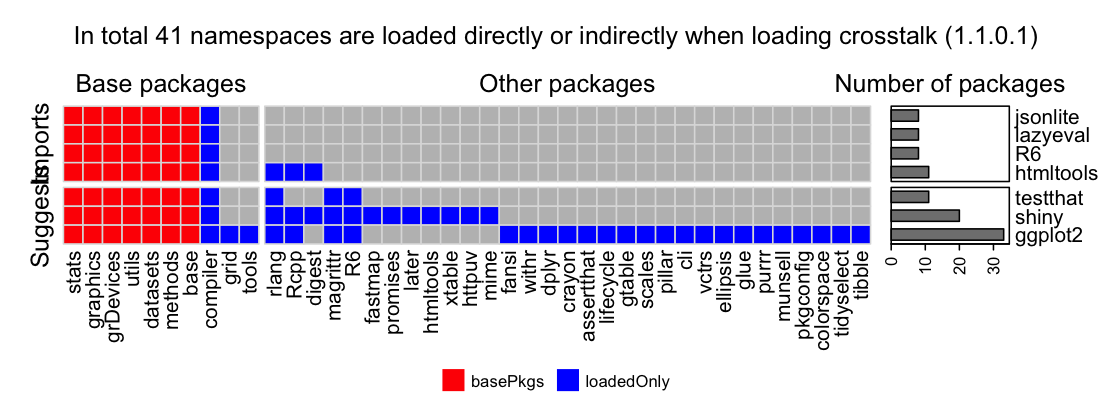 In total 41 namespaces are loaded directly or indirectly when loading crosstalk (1.1.0.1)
Base packages
Other packages
Number of packages
Imports
Suggests
jsonlite
lazyeval
R6
htmltools
testthat
shiny
ggplot2
0
10
20
30
stats
graphics
grDevices
utils
datasets
methods
base
compiler
grid
tools
rlang
Rcpp
digest
magrittr
R6
fastmap
promises
later
htmltools
xtable
httpuv
mime
fansi
withr
dplyr
crayon
assertthat
lifecycle
gtable
scales
pillar
cli
vctrs
ellipsis
glue
purrr
munsell
pkgconfig
colorspace
tidyselect
tibble
basePkgs
loadedOnly